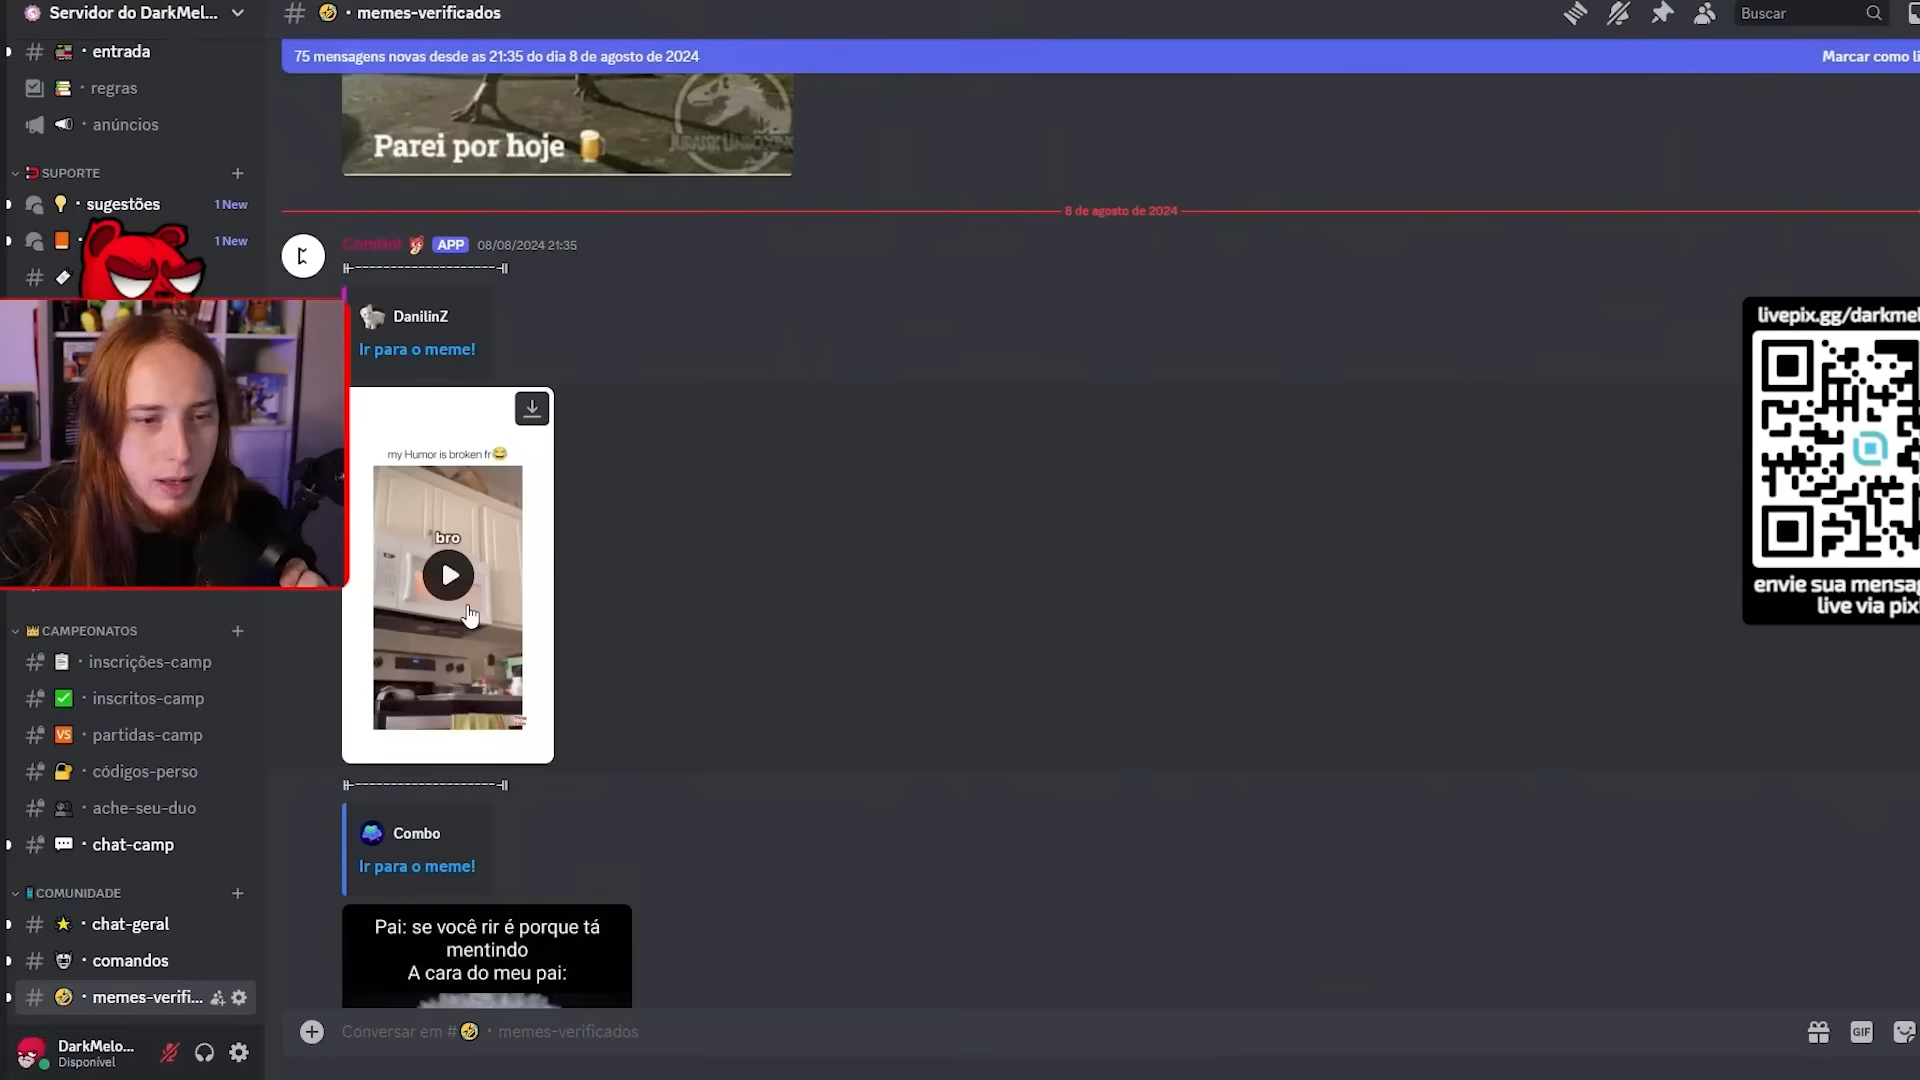 Servidor do DarkMel...
entrada
regras
anúncios
SUPORTE
sugestões
1 New
1 New
CAMPEONATOS
inscrições-camp
inscritos-camp
VS
partidas-camp
códigos-perso
ache-seu-duo
chat-camp
COMUNIDADE
chat-geral
comandos
memes-verifi...
DarkMelo...
Disponível
memes-verificados
Buscar
75 mensagens novas desde as 21:35 do dia 8 de agosto de 2024
Marcar como li
Parei por hoje
8 de agosto de 2024
APP 08/08/2024 21:35
DanilinZ
Ir para o meme!
my Humor is broken fr
bro
Combo
Ir para o meme!
Pai: se você rir é porque tá
mentindo
A cara do meu pai:
Conversar em # · memes-verificados
GIF
livepix.gg/darkmel
envie sua mensag
live via pix